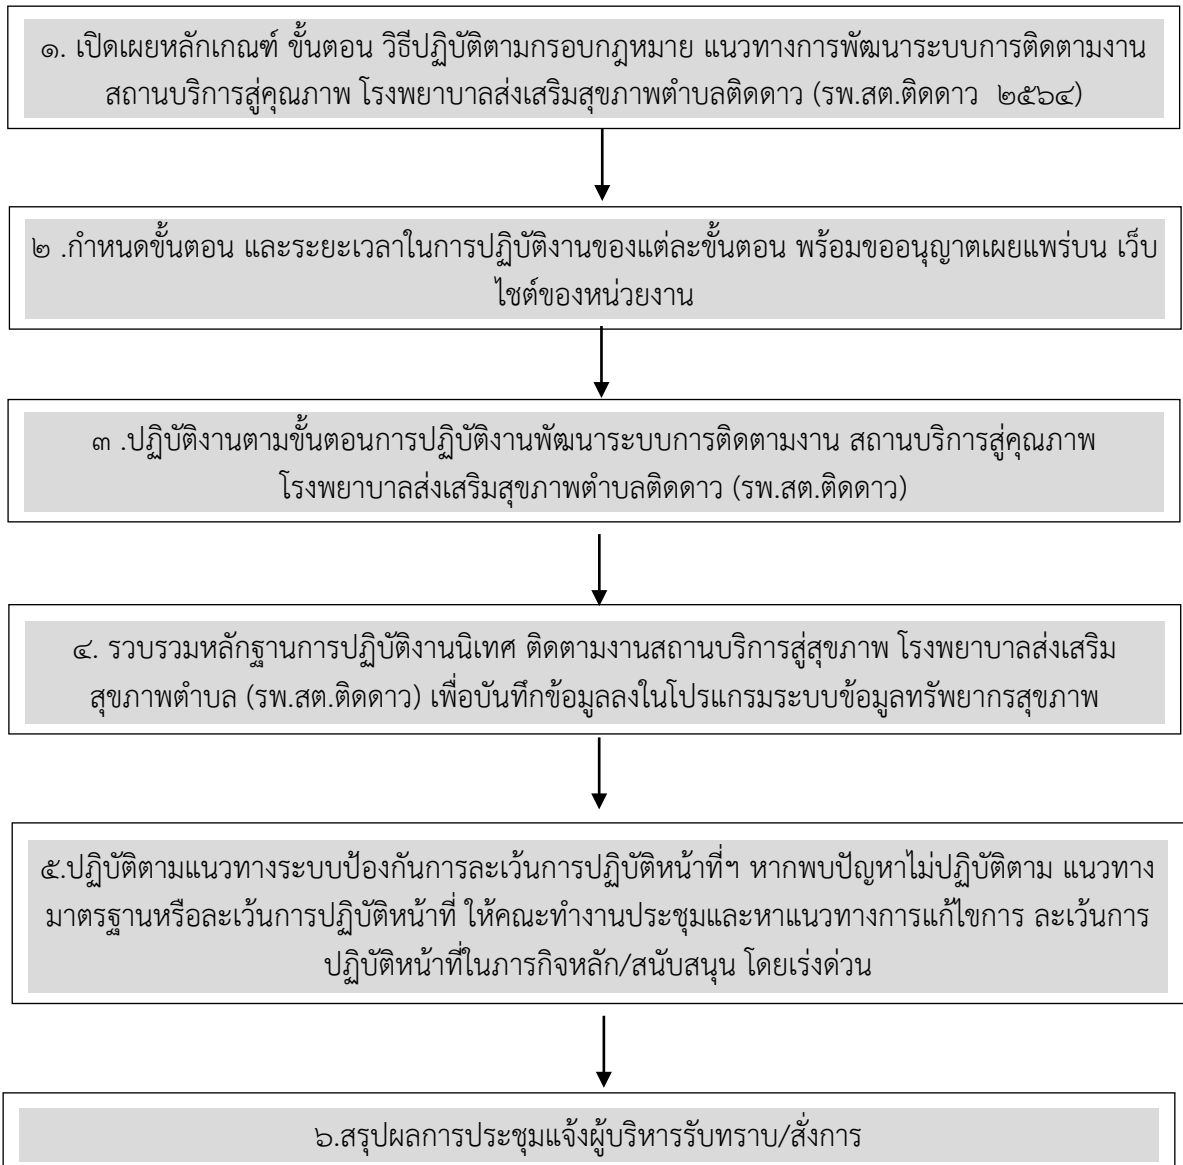 ๑. เปิดเผยหลักเกณฑ์ ขั้นตอน วิธีปฏิบัติตามกรอบกฎหมาย แนวทางการพัฒนาระบบการติดตามงาน
สถานบริการสู่คุณภาพ โรงพยาบาลส่งเสริมสุขภาพตำบลติดดาว (รพ.สต.ติดดาว ๒๕๖๔)
๒ .กำหนดขั้นตอน และระยะเวลาในการปฏิบัติงานของแต่ละขั้นตอน พร้อมขออนุญาตเผยแพร่บน เว็บ
ไซต์ของหน่วยงาน
๓ .ปฏิบัติงานตามขั้นตอนการปฏิบัติงานพัฒนาระบบการติดตามงาน สถานบริการสู่คุณภาพ
โรงพยาบาลส่งเสริมสุขภาพตำบลติดดาว (รพ.สต.ติดดาว)
๔. รวบรวมหลักฐานการปฏิบัติงานนิเทศ ติดตามงานสถานบริการสู่สุขภาพ โรงพยาบาลส่งเสริม
สุขภาพตำบล (รพ.สต.ติดดาว) เพื่อบันทึกข้อมูลลงในโปรแกรมระบบข้อมูลทรัพยากรสุขภาพ
๕.ปฏิบัติตามแนวทางระบบป้องกันการละเว้นการปฏิบัติหน้าที่ฯ หากพบปัญหาไม่ปฏิบัติตาม แนวทาง
มาตรฐานหรือละเว้นการปฏิบัติหน้าที่ ให้คณะทำงานประชุมและหาแนวทางการแก้ไขการ ละเว้นการ
ปฏิบัติหน้าที่ในภารกิจหลัก/สนับสนุน โดยเร่งด่วน
๖.สรุปผลการประชุมแจ้งผู้บริหารรับทราบ/สั่งการ